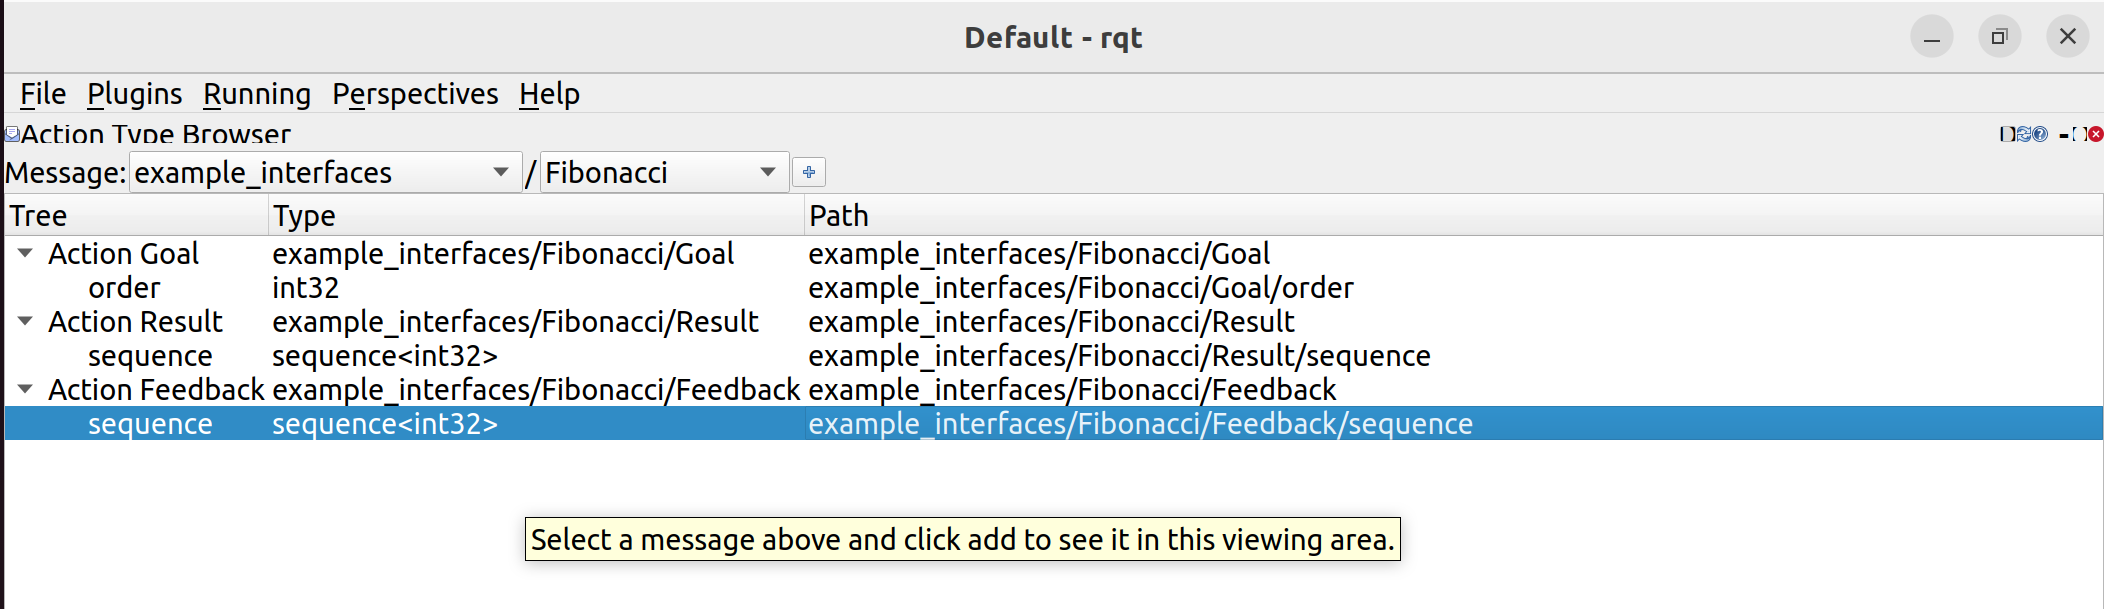 Default - rqt
File Plugins Running Perspectives Help
Action Type Browser
Message: example_interfaces / Fibonacci
Tree Type Path
Action Goal example_interfaces/Fibonacci/Goal example_interfaces/Fibonacci/Goal
order int32 example_interfaces/Fibonacci/Goal/order
Action Result example_interfaces/Fibonacci/Result example_interfaces/Fibonacci/Result
sequence sequence<int32> example_interfaces/Fibonacci/Result/sequence
Action Feedback example_interfaces/Fibonacci/Feedback example_interfaces/Fibonacci/Feedback
sequence sequence<int32> example_interfaces/Fibonacci/Feedback/sequence
Select a message above and click add to see it in this viewing area.